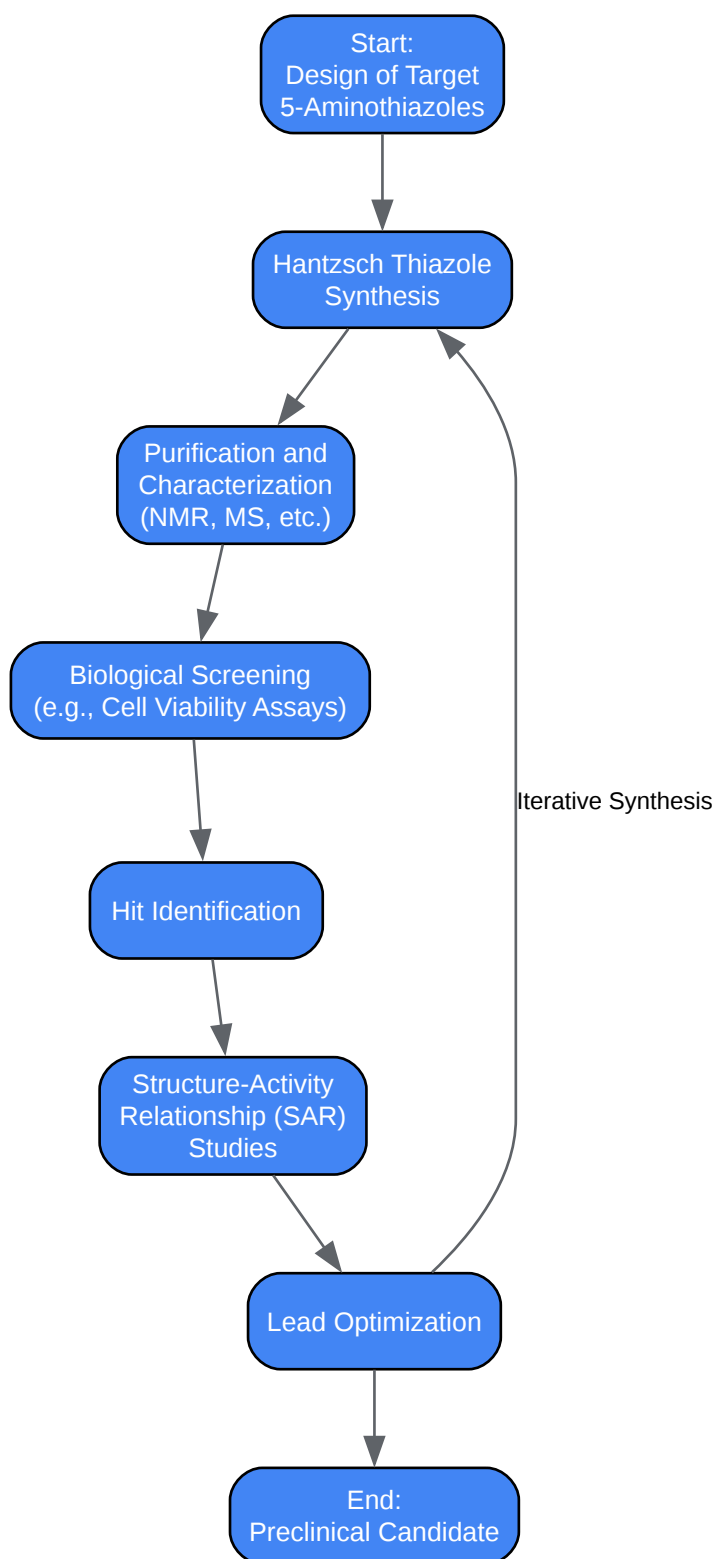 Start:
Design of Target
5-Aminothiazoles
Hantzsch Thiazole
Synthesis
Purification and
Characterization
(NMR, MS, etc.)
Biological Screening
(e.g., Cell Viability Assays)
Iterative Synthesis
Hit Identification
Structure-Activity
Relationship (SAR)
Studies
Lead Optimization
End:
Preclinical Candidate